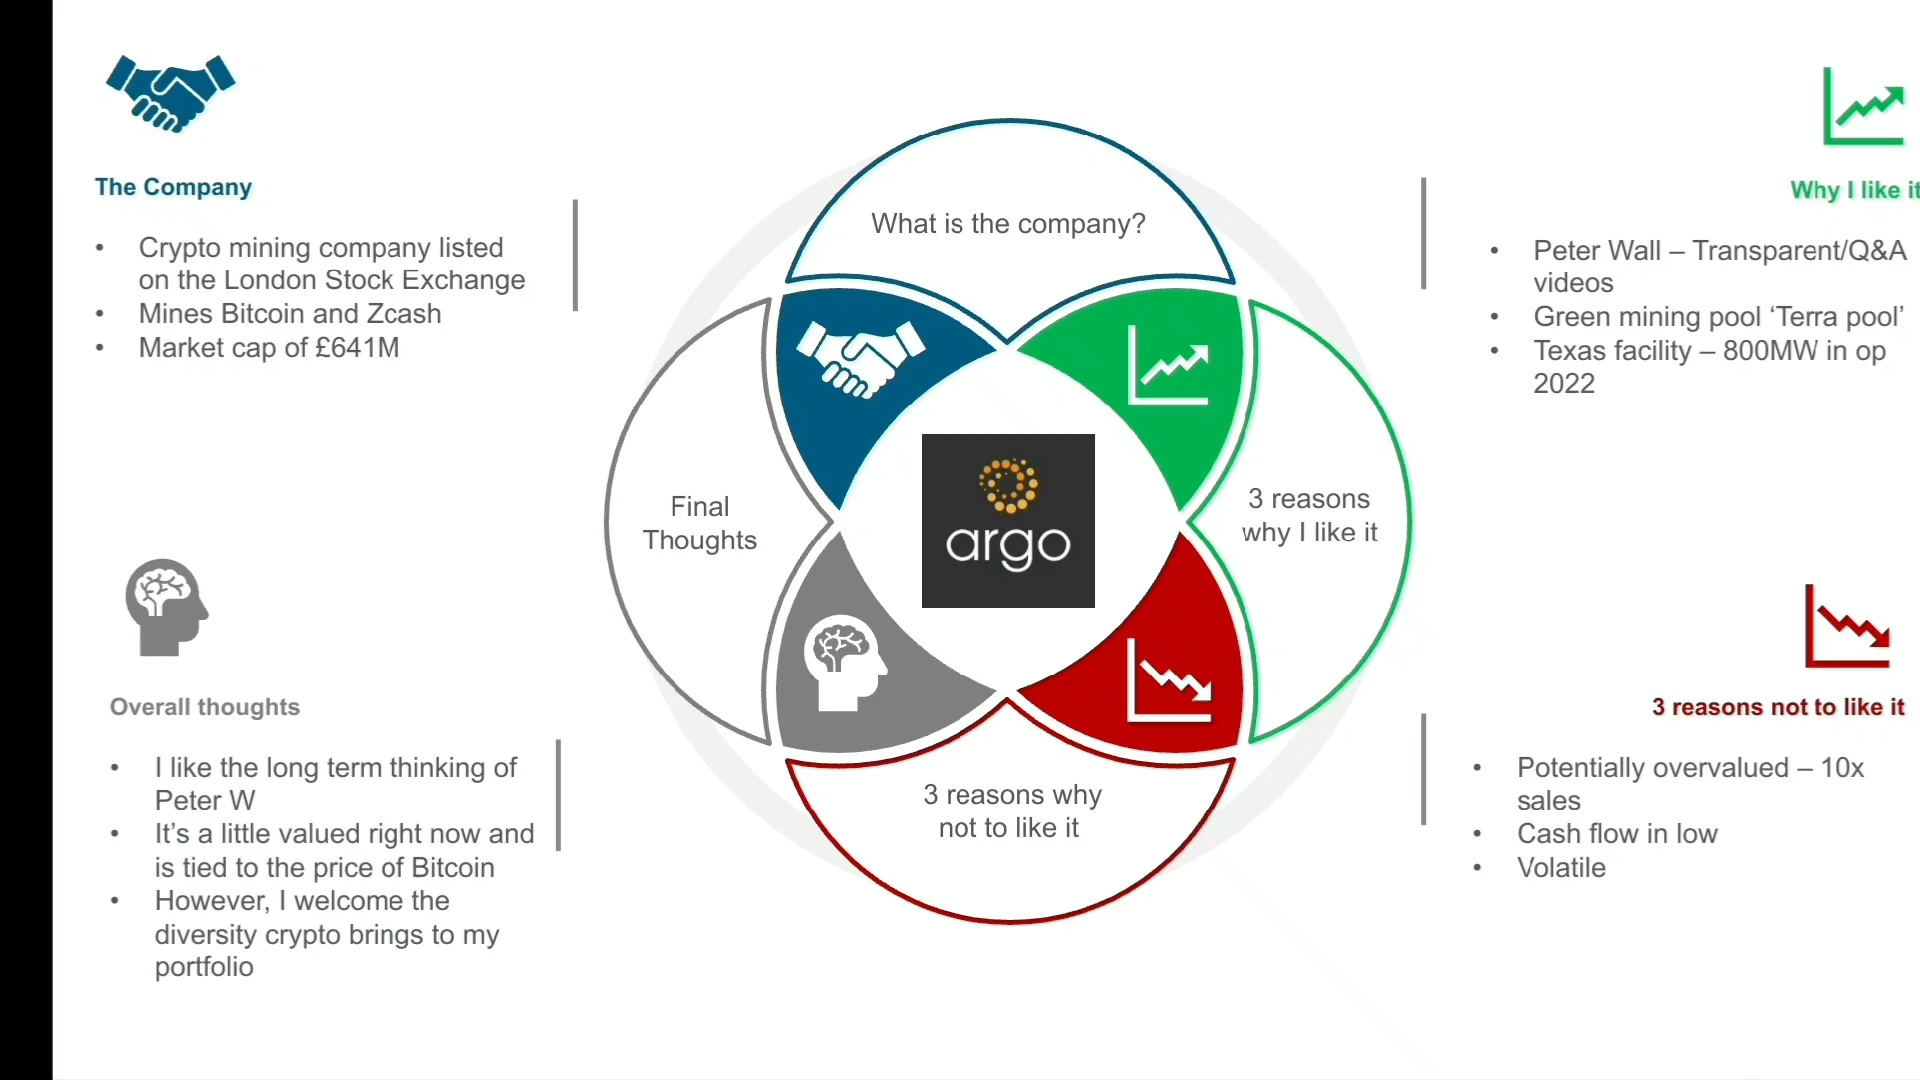 The Company
• Crypto mining company listed
on the London Stock Exchange
• Mines Bitcoin and Zcash
• Market cap of £641M
What is the company?
Why I like it
• Peter Wall – Transparent/Q&A
videos
• Green mining pool ‘Terra pool’
• Texas facility – 800MW in op
2022
Final
Thoughts
argo
3 reasons
why I like it
Overall thoughts
• I like the long term thinking of
Peter W
• It’s a little valued right now and
is tied to the price of Bitcoin
• However, I welcome the
diversity crypto brings to my
portfolio
3 reasons why
not to like it
3 reasons not to like it
• Potentially overvalued – 10x
sales
• Cash flow in low
• Volatile